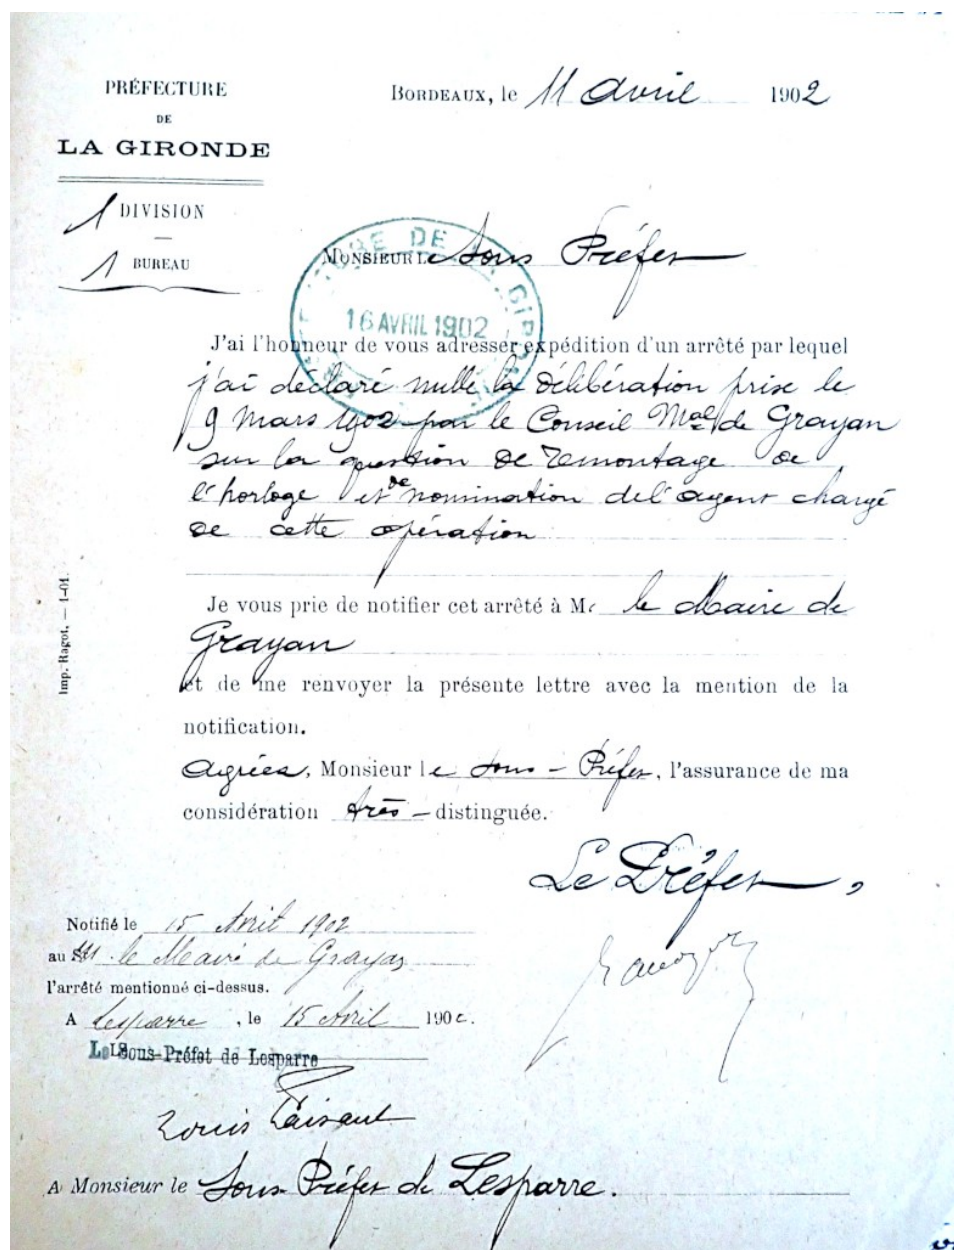 PRÉFECTURE
DE
LA GIRONDE
BORDEAUX, le 11 avril 1902
1 DIVISION
1 BUREAU
MONSIEUR Le Sous Préfet
16 AVRIL 1902
J'ai l'honneur de vous adresser expédition d'un arrêté par lequel
j'ai déclaré nulle la délibération prise le
9 mars 1902 par le Conseil Mal de Grayan
sur la question de remontage de
l'horloge et de nomination de l'agent chargé
de cette opération
Imp. Ragot. — 1-01.
Je vous prie de notifier cet arrêté à Mr le Maire de
Grayan
et de me renvoyer la présente lettre avec la mention de la
notification.
Agréez, Monsieur le Sous-Préfet, l'assurance de ma
considération très-distinguée.
Le Préfet,
Notifié le 15 Avril 1902
au M. le Maire de Grayan
l'arrêté mentionné ci-dessus.
A Lesparre, le 15 Avril 190
Le Sous-Préfet de Lesparre
Louis
A Monsieur le Sous-Préfet de Lesparre.